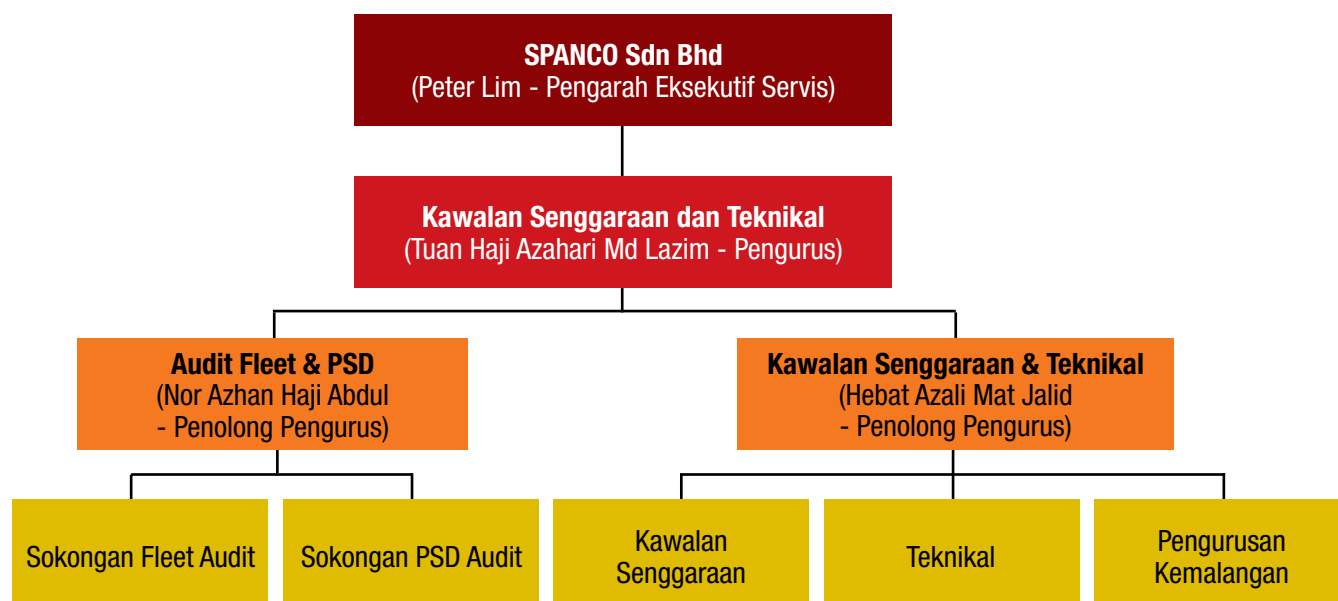 SPANCO Sdn Bhd
(Peter Lim - Pengarah Eksekutif Servis)
Kawalan Senggaraan dan Teknikal
(Tuan Haji Azahari Md Lazim - Pengurus)
Audit Fleet & PSD
(Nor Azhan Haji Abdul
- Penolong Pengurus)
Kawalan Senggaraan & Teknikal
(Hebat Azali Mat Jalid
- Penolong Pengurus)
Sokongan Fleet Audit
Sokongan PSD Audit
Kawalan
Senggaraan
Teknikal
Pengurusan
Kemalangan